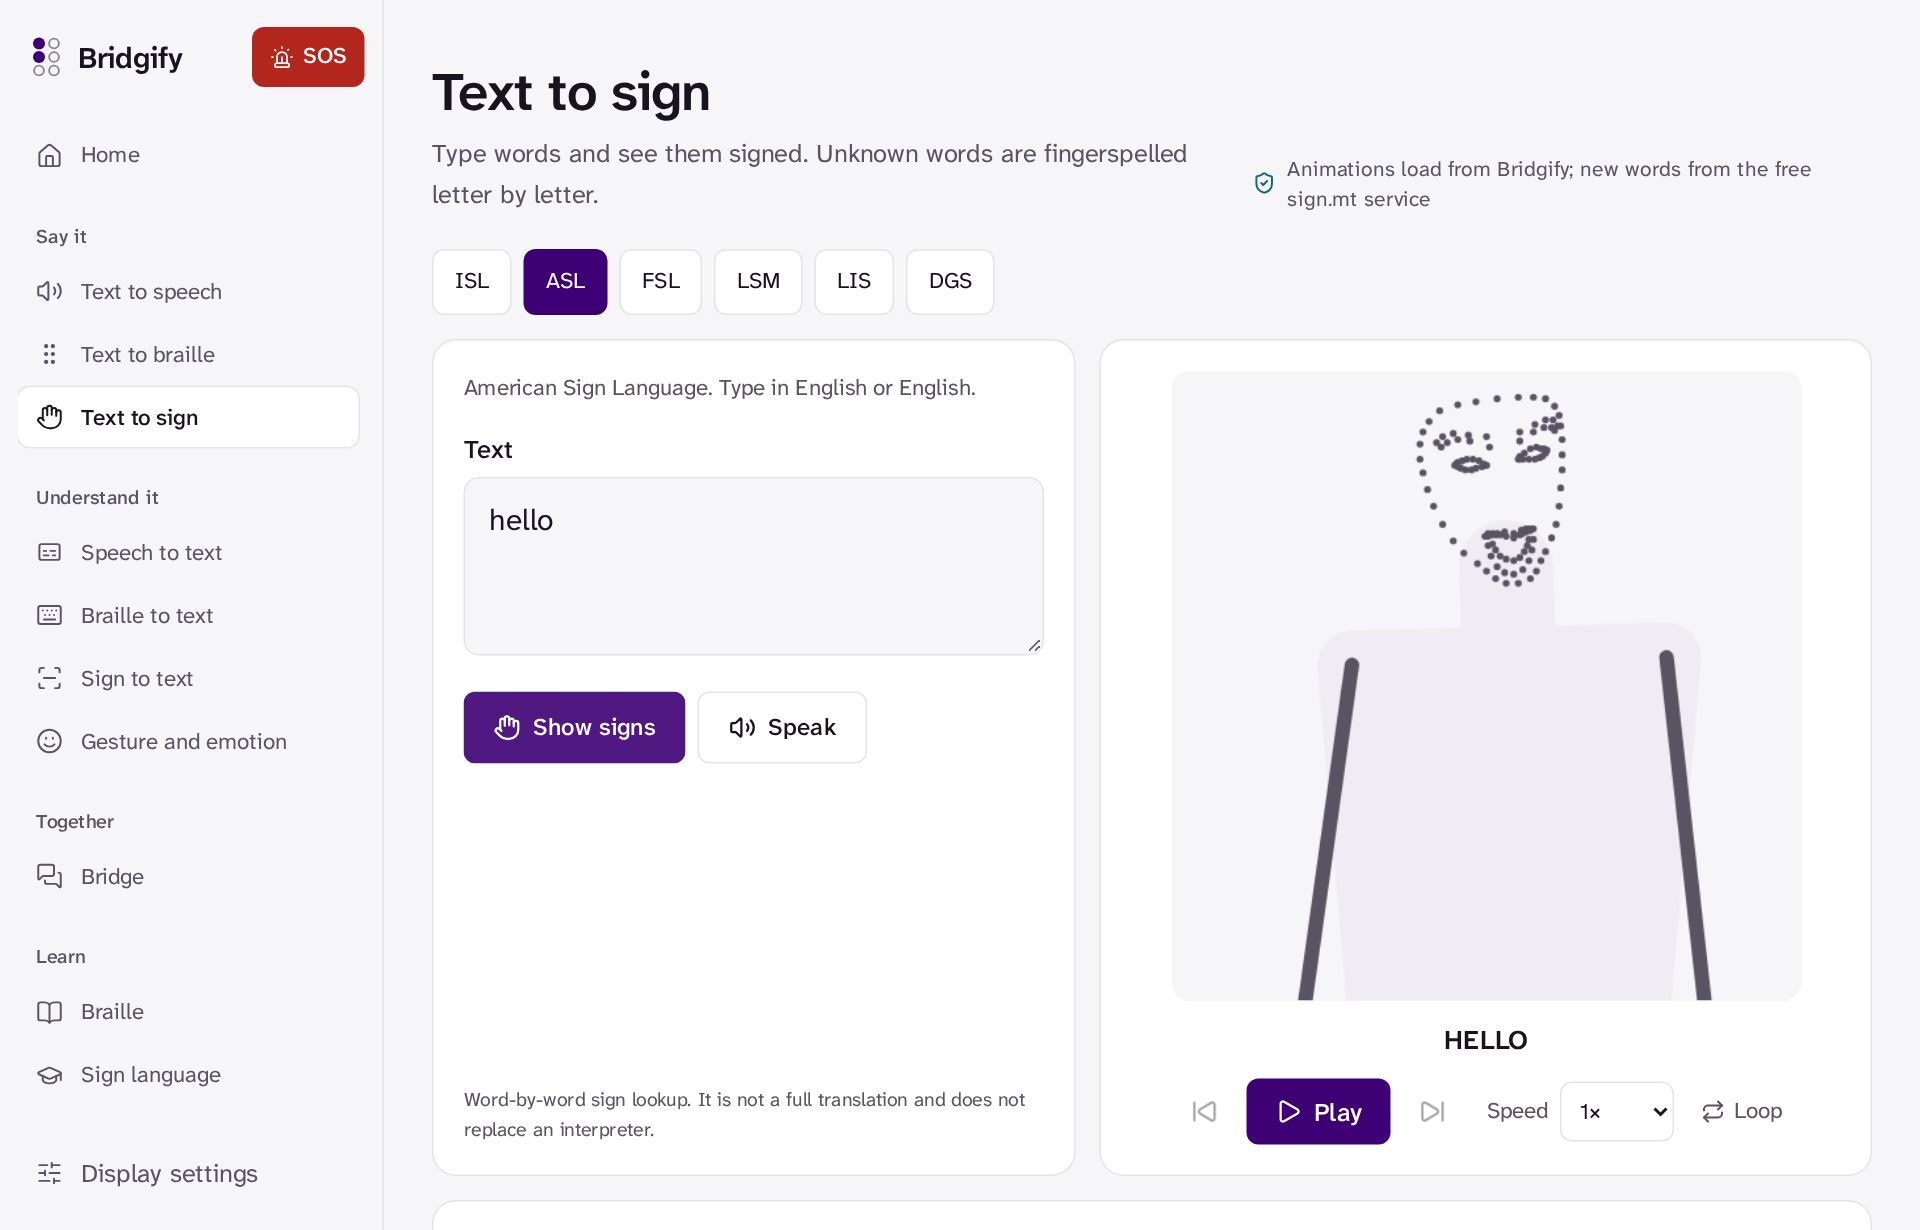 Bridgify
SOS
Home
Say it
Text to speech
Text to braille
Text to sign
Understand it
Speech to text
Braille to text
Sign to text
Gesture and emotion
Together
Bridge
Learn
Braille
Sign language
Display settings
Text to sign
Type words and see them signed. Unknown words are fingerspelled
letter by letter.
Animations load from Bridgify; new words from the free
sign.mt service
ISL
ASL
FSL
LSM
LIS
DGS
American Sign Language. Type in English or English.
Text
hello
Show signs
Speak
Word-by-word sign lookup. It is not a full translation and does not
replace an interpreter.
HELLO
Play
Speed
1×
Loop